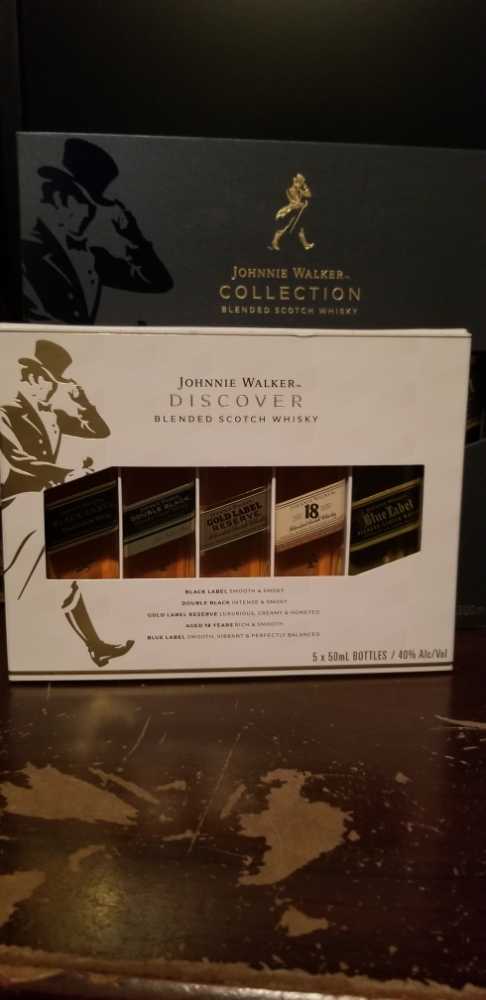 JOHNNIE WALKER™
COLLECTION
BLENDED SCOTCH WHISKY
JOHNNIE WALKER™
DISCOVER
BLENDED SCOTCH WHISKY
DOUBLE BLACK
GOLD LABEL
RESERVE
18
Blue Label
BLACK LABEL SMOOTH & SMOKY
DOUBLE BLACK INTENSE & SMOKY
GOLD LABEL RESERVE LUXURIOUS, CREAMY & HONEYED
AGED 18 YEARS RICH & SMOOTH
BLUE LABEL SMOOTH, VIBRANT & PERFECTLY BALANCED
5 x 50mL BOTTLES / 40% Alc/Vol